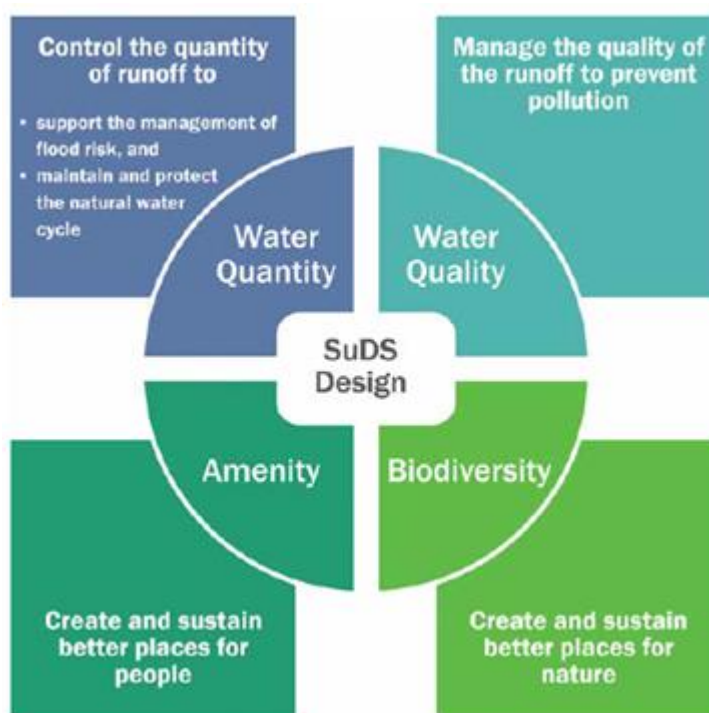 Control the quantity
of runoff to
• support the management of
flood risk, and
• maintain and protect
the natural water
cycle
Manage the quality of
the runoff to prevent
pollution
Water
Quantity
Water
Quality
SuDS
Design
Amenity
Biodiversity
Create and sustain
better places for
people
Create and sustain
better places for
nature